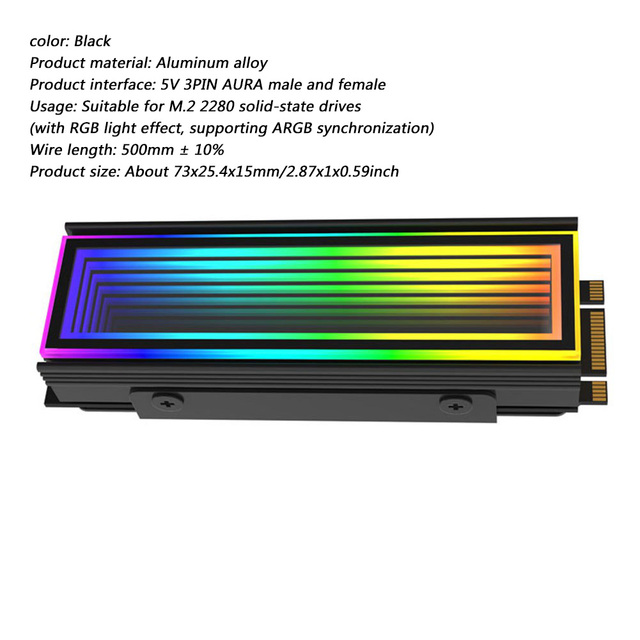 color: Black
Product material: Aluminum alloy
Product interface: 5V 3PIN AURA male and female
Usage: Suitable for M.2 2280 solid-state drives
(with RGB light effect, supporting ARGB synchronization)
Wire length: 500mm ± 10%
Product size: About 73x25.4x15mm/2.87x1x0.59inch